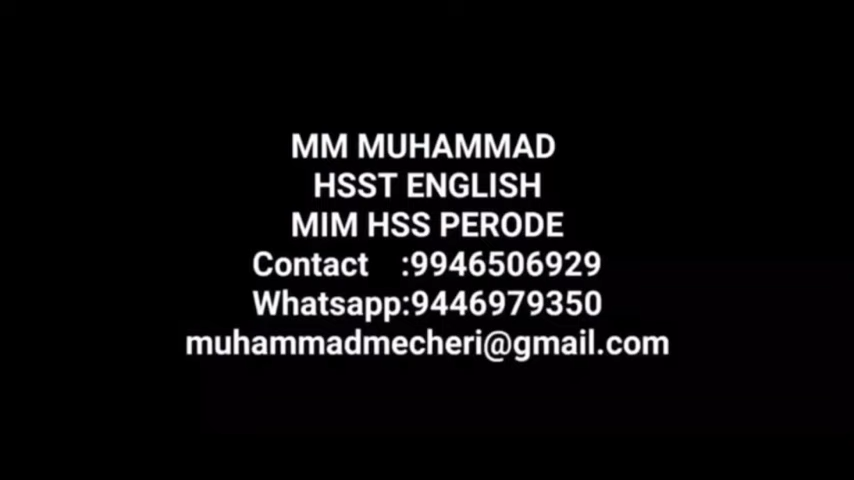 MM MUHAMMAD
HSST ENGLISH
MIM HSS PERODE
Contact :9946506929
Whatsapp:9446979350
muhammadmecheri@gmail.com